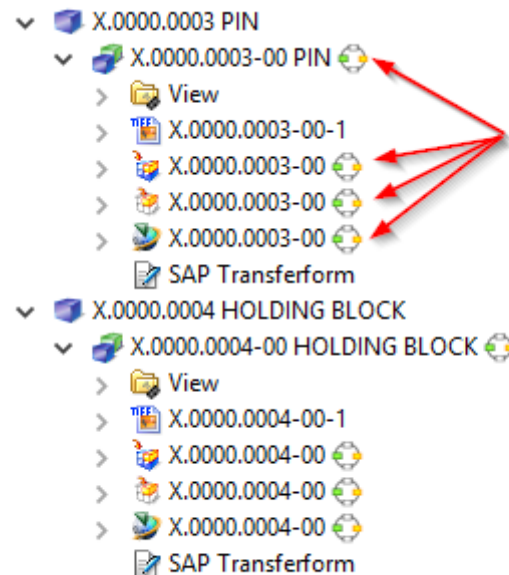 X.0000.0003 PIN
X.0000.0003-00 PIN
View
TIFF X.0000.0003-00-1
X.0000.0003-00
X.0000.0003-00
X.0000.0003-00
SAP Transferform
X.0000.0004 HOLDING BLOCK
X.0000.0004-00 HOLDING BLOCK
View
TIFF X.0000.0004-00-1
X.0000.0004-00
X.0000.0004-00
X.0000.0004-00
SAP Transferform